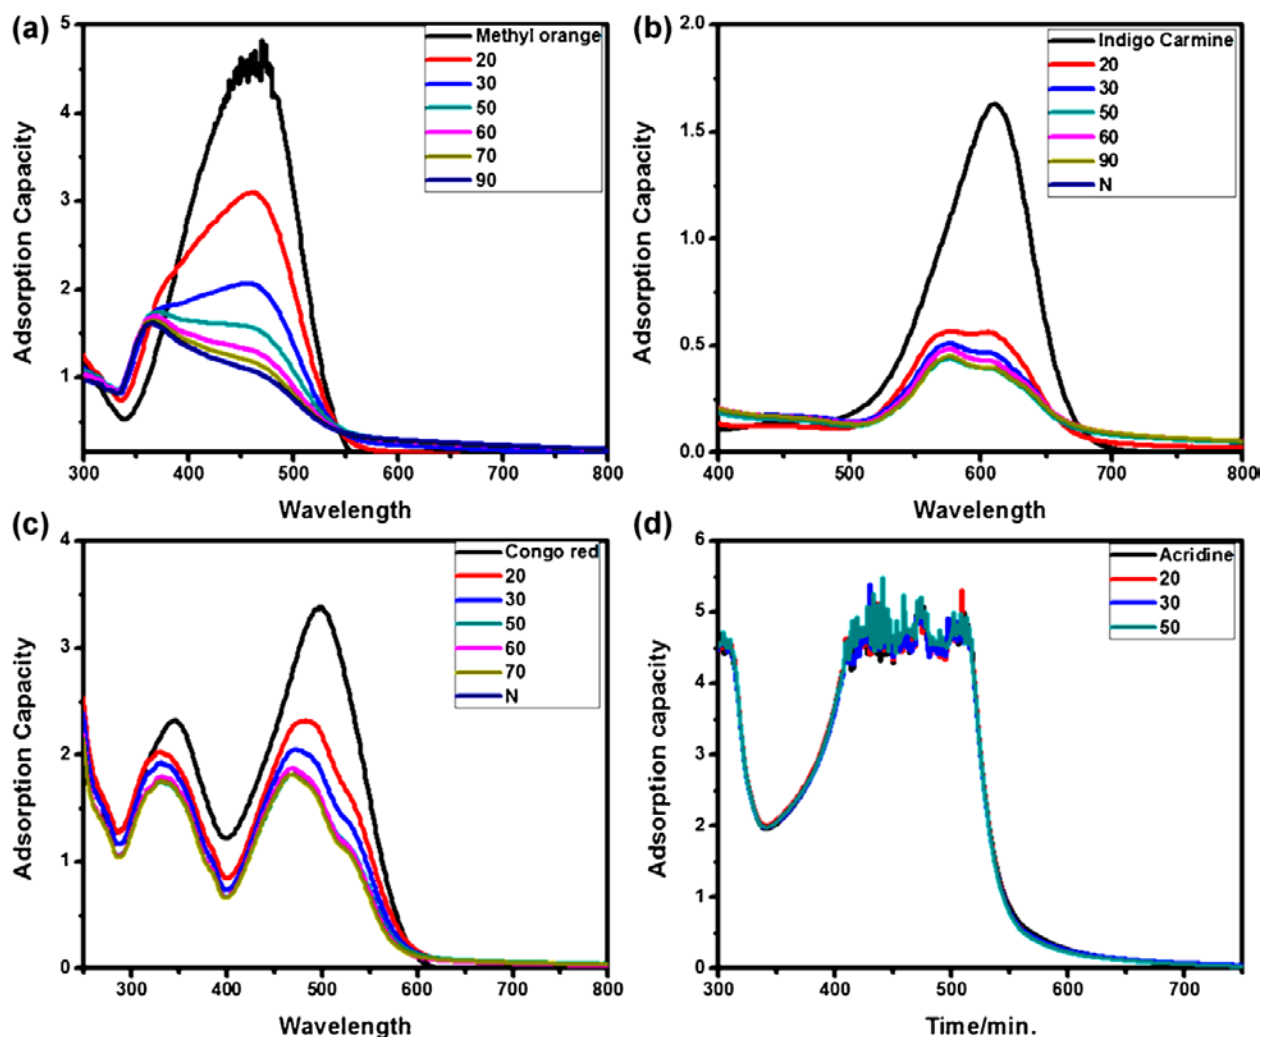 (a)
Adsorption Capacity
5
4
3
2
1
Methyl orange
20
30
50
60
70
90
300 400 500 600 700 800
Wavelength
(b)
Adsorption Capacity
2.0
1.5
1.0
0.5
0.0
Indigo Carmine
20
30
50
60
90
N
400 500 600 700 800
Wavelength
(c)
Adsorption Capacity
4
3
2
1
0
Congo red
20
30
50
60
70
N
300 400 500 600 700 800
Wavelength
(d)
Adsorption capacity
6
5
4
3
2
1
0
Acridine
20
30
50
300 400 500 600 700
Time/min.